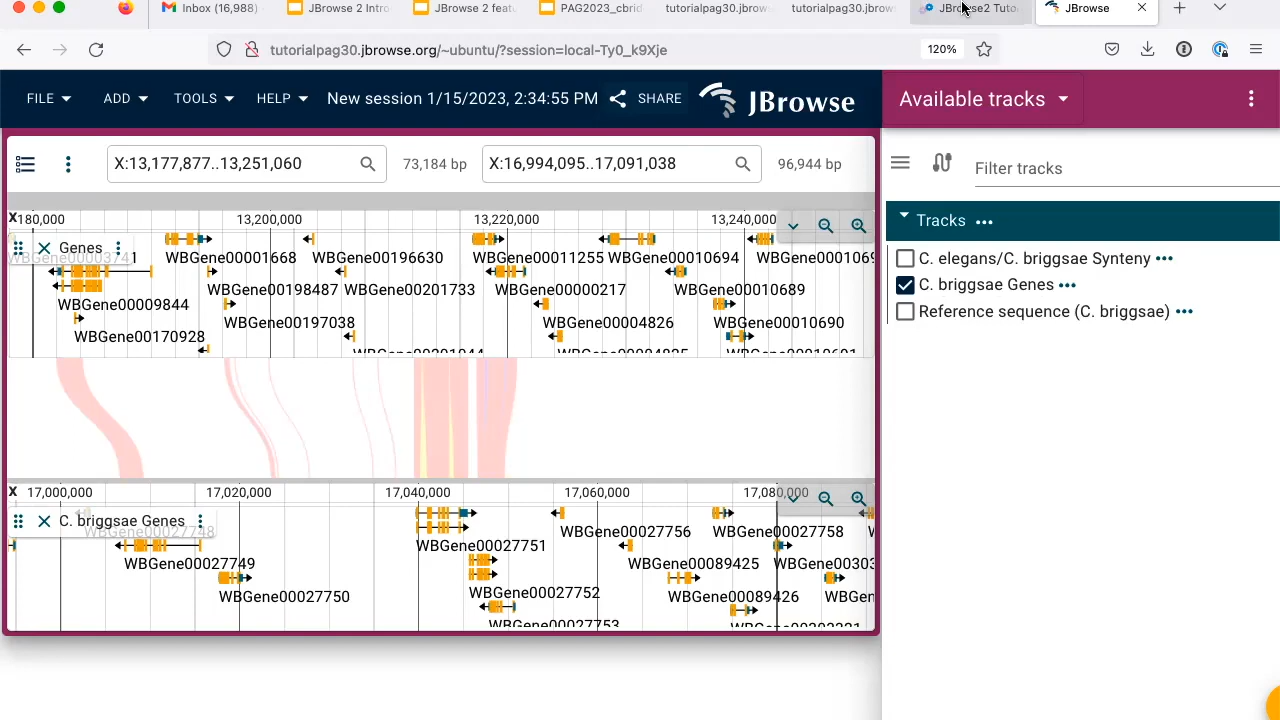 Inbox (16,988)
JBrowse 2 Intro
JBrowse 2 feat
PAG2023_cbrid
tutorialpag30.jbrow
tutorialpag30.jbrow
JBrowse2 Tuto
JBrowse
tutorialpag30.jbrowse.org/~ubuntu/?session=local-Ty0_k9Xje
120%
FILE
ADD
TOOLS
HELP
New session 1/15/2023, 2:34:55 PM
SHARE
JBrowse
Available tracks
X:13,177,877..13,251,060
73,184 bp
X:16,994,095..17,091,038
96,944 bp
Filter tracks
X
180,000
13,200,000
13,220,000
13,240,000
Tracks
Genes
WBGene00001668
WBGene00196630
WBGene00011255
WBGene00010694
WBGene0001069
C. elegans/C. briggsae Synteny
C. briggsae Genes
Reference sequence (C. briggsae)
WBGene00009844
WBGene00198487
WBGene00201733
WBGene00000217
WBGene00010689
WBGene00170928
WBGene00197038
WBGene00004826
WBGene00010690
X
17,000,000
17,020,000
17,040,000
17,060,000
17,080,000
C. briggsae Genes
WBGene00027748
WBGene00027751
WBGene00027756
WBGene00027758
WBGene00027749
WBGene00089425
WBGene0030
WBGene00027750
WBGene00027752
WBGene00089426
WBGen
WBGene00027753